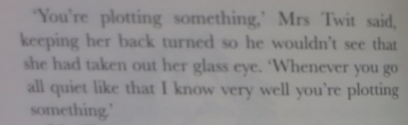 'You're plotting something,' Mrs Twit said,
keeping her back turned so he wouldn't see that
she had taken out her glass eye. 'Whenever you go
all quiet like that I know very well you're plotting
something.'